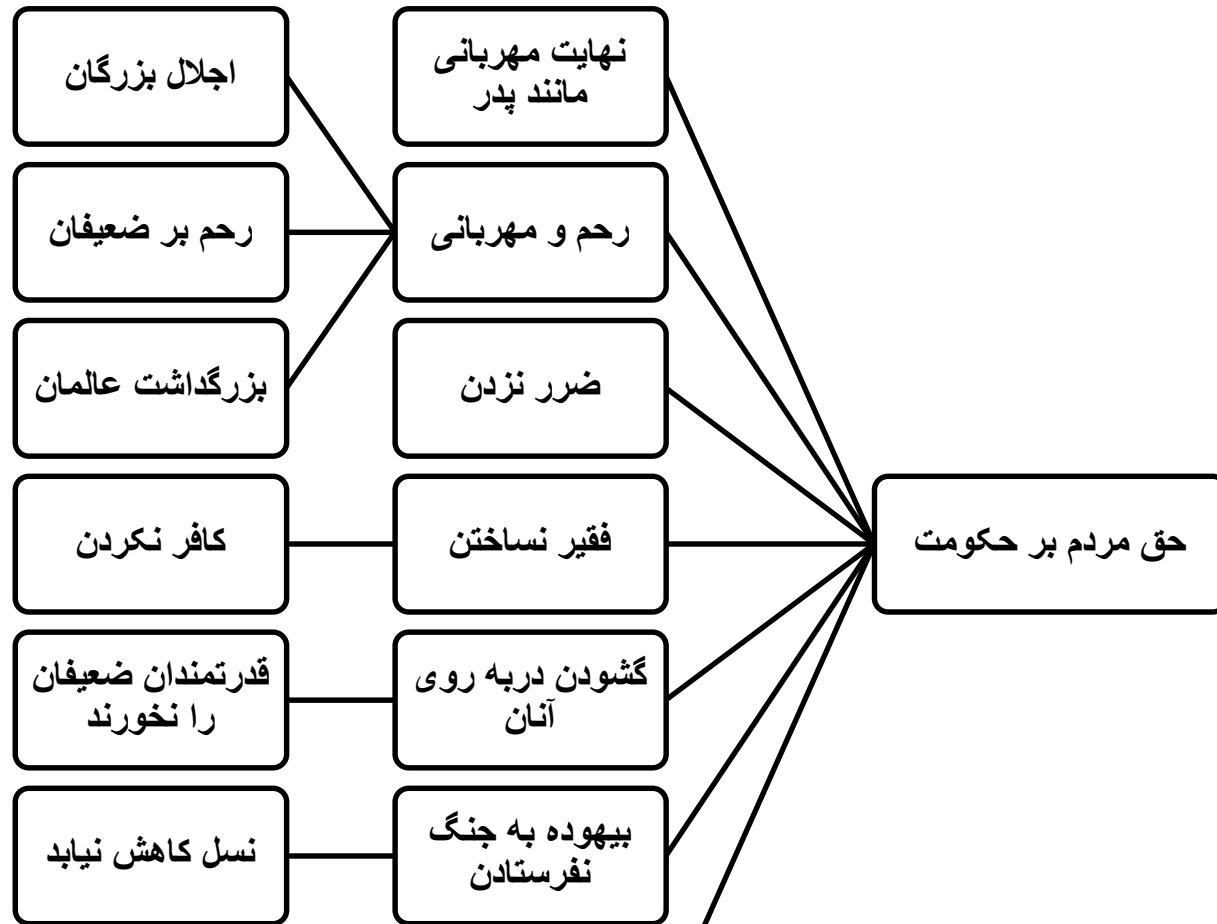 حق مردم بر حکومت
نهایت مهربانی
مانند پدر
رحم و مهربانی
اجلال بزرگان
رحم بر ضعیفان
بزرگداشت عالمان
ضرر نزدن
فقیر نساختن
کافر نکردن
گشودن دربه روی
آنان
قدرتمندان ضعیفان
را نخورند
بیهوده به جنگ
نفرستادن
نسل کاهش نیابد